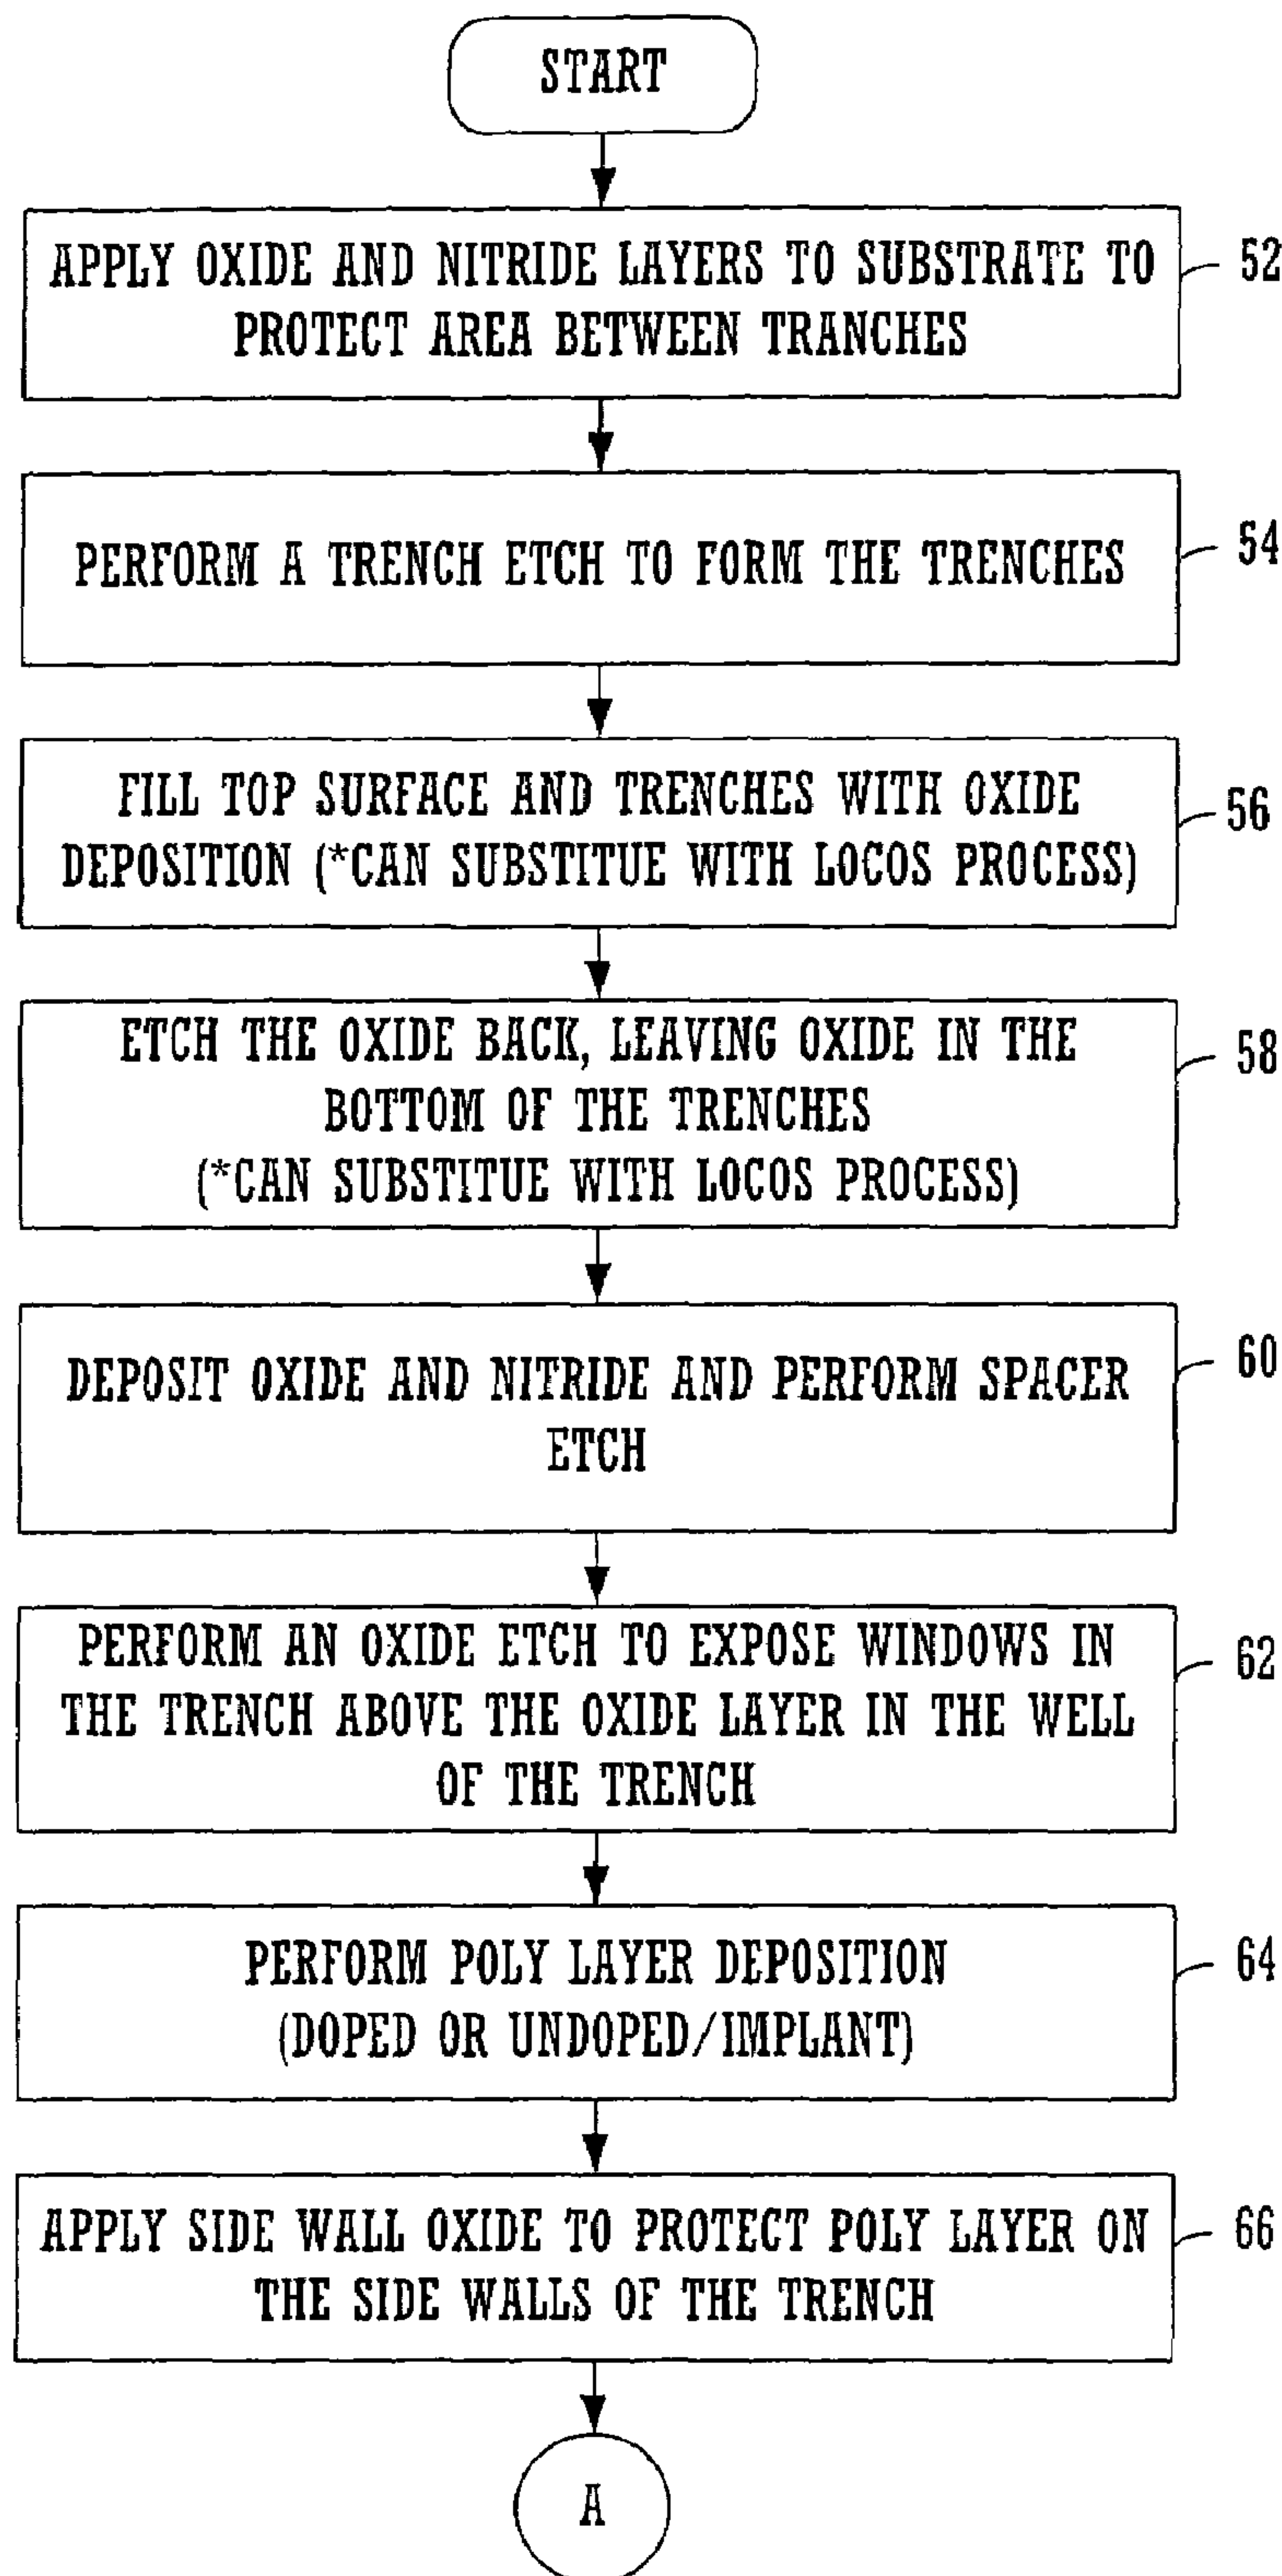 START
APPLY OXIDE AND NITRIDE LAYERS TO SUBSTRATE TO
PROTECT AREA BETWEEN TRANCHES
52
PERFORM A TRENCH ETCH TO FORM THE TRENCHES
54
FILL TOP SURFACE AND TRENCHES WITH OXIDE
DEPOSITION (*CAN SUBSTITUE WITH LOCOS PROCESS)
56
ETCH THE OXIDE BACK, LEAVING OXIDE IN THE
BOTTOM OF THE TRENCHES
(*CAN SUBSTITUE WITH LOCOS PROCESS)
58
DEPOSIT OXIDE AND NITRIDE AND PERFORM SPACER
ETCH
60
PERFORM AN OXIDE ETCH TO EXPOSE WINDOWS IN
THE TRENCH ABOVE THE OXIDE LAYER IN THE WELL
OF THE TRENCH
62
PERFORM POLY LAYER DEPOSITION
(DOPED OR UNDOPED/IMPLANT)
64
APPLY SIDE WALL OXIDE TO PROTECT POLY LAYER ON
THE SIDE WALLS OF THE TRENCH
66
A